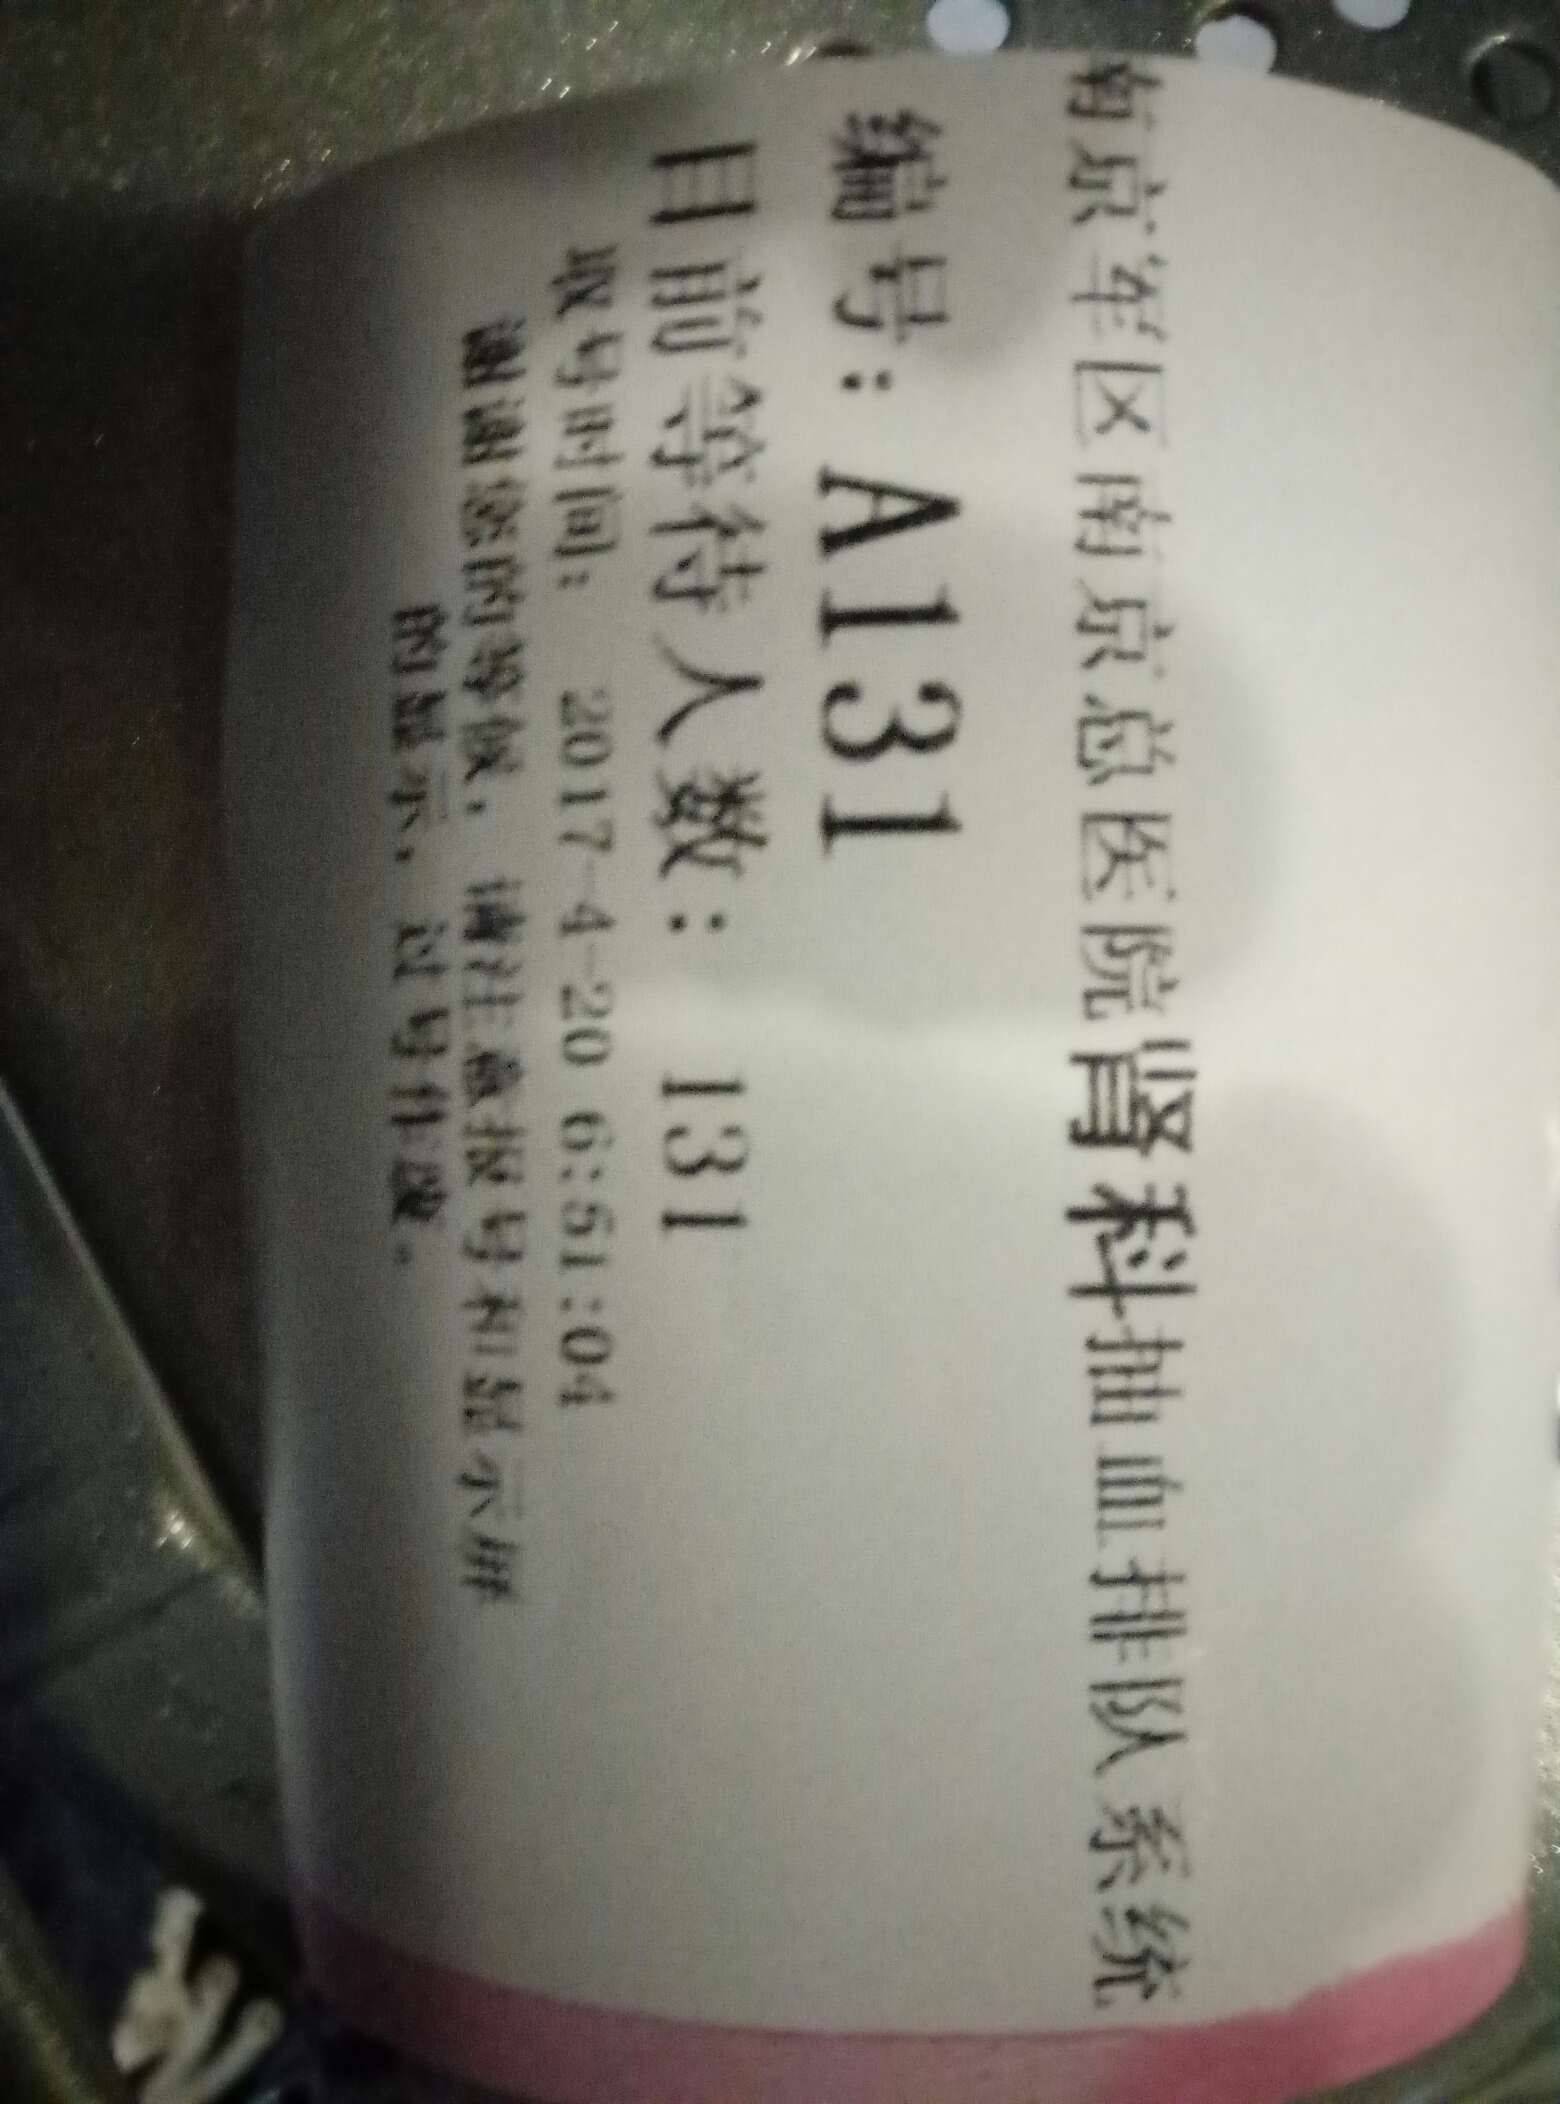 南京军区南京总医院肾科抽血排队系统
编号：A131
目前等待人数： 131
取号时间： 2017-4-20 6:51:04
谢谢您的等候，请注意报号和显示屏
的显示，过号作废。